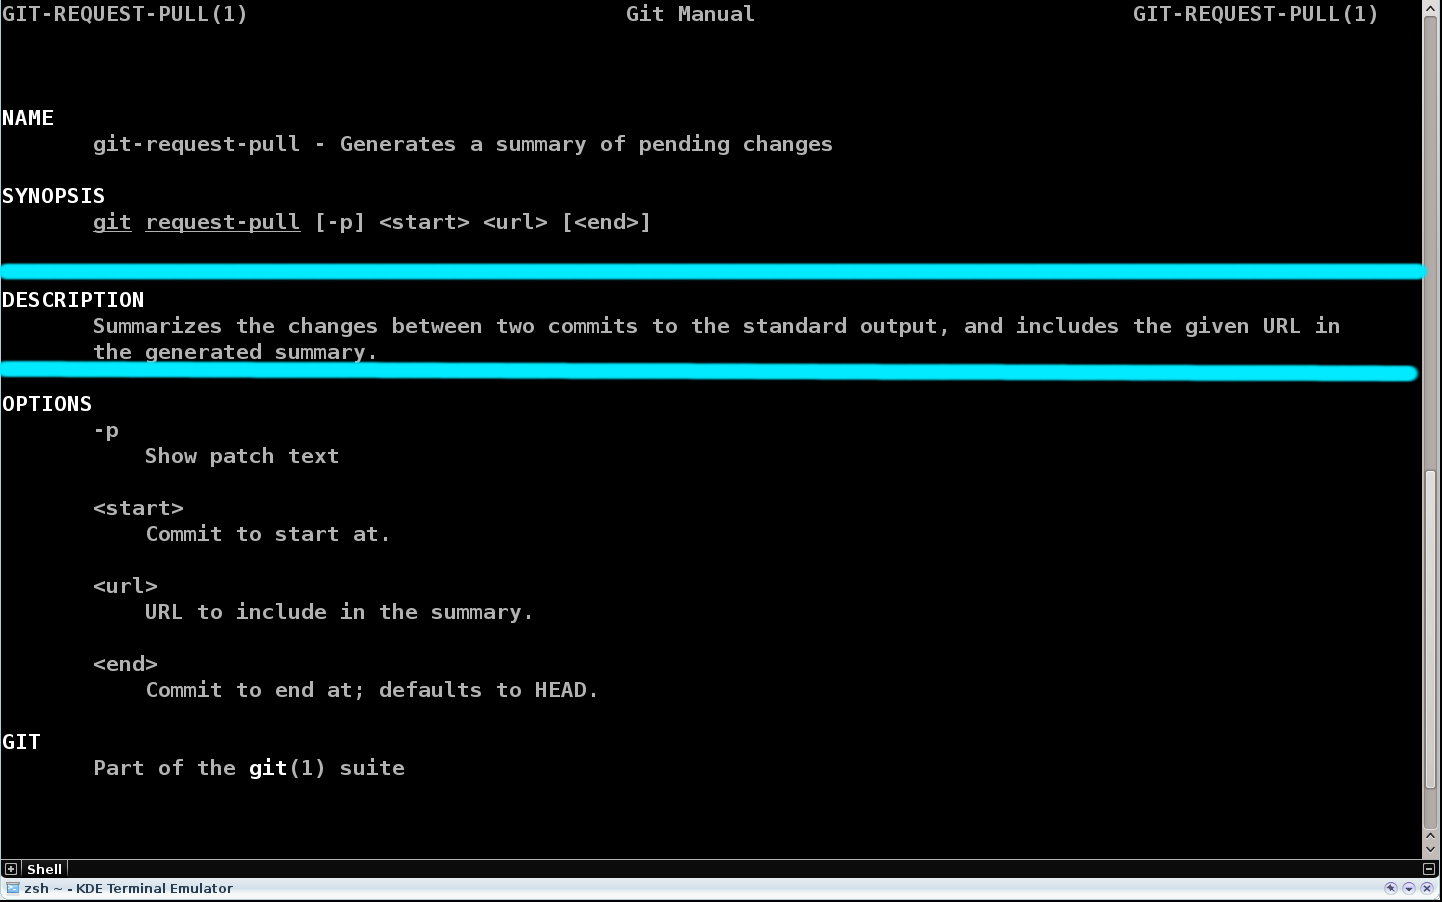 GIT-REQUEST-PULL(1) Git Manual GIT-REQUEST-PULL(1)
NAME
git-request-pull - Generates a summary of pending changes
SYNOPSIS
git request-pull [-p] <start> <url> [<end>]
DESCRIPTION
Summarizes the changes between two commits to the standard output, and includes the given URL in
the generated summary.
OPTIONS
-p
Show patch text
<start>
Commit to start at.
<url>
URL to include in the summary.
<end>
Commit to end at; defaults to HEAD.
GIT
Part of the git(1) suite
Shell
zsh ~ - KDE Terminal Emulator